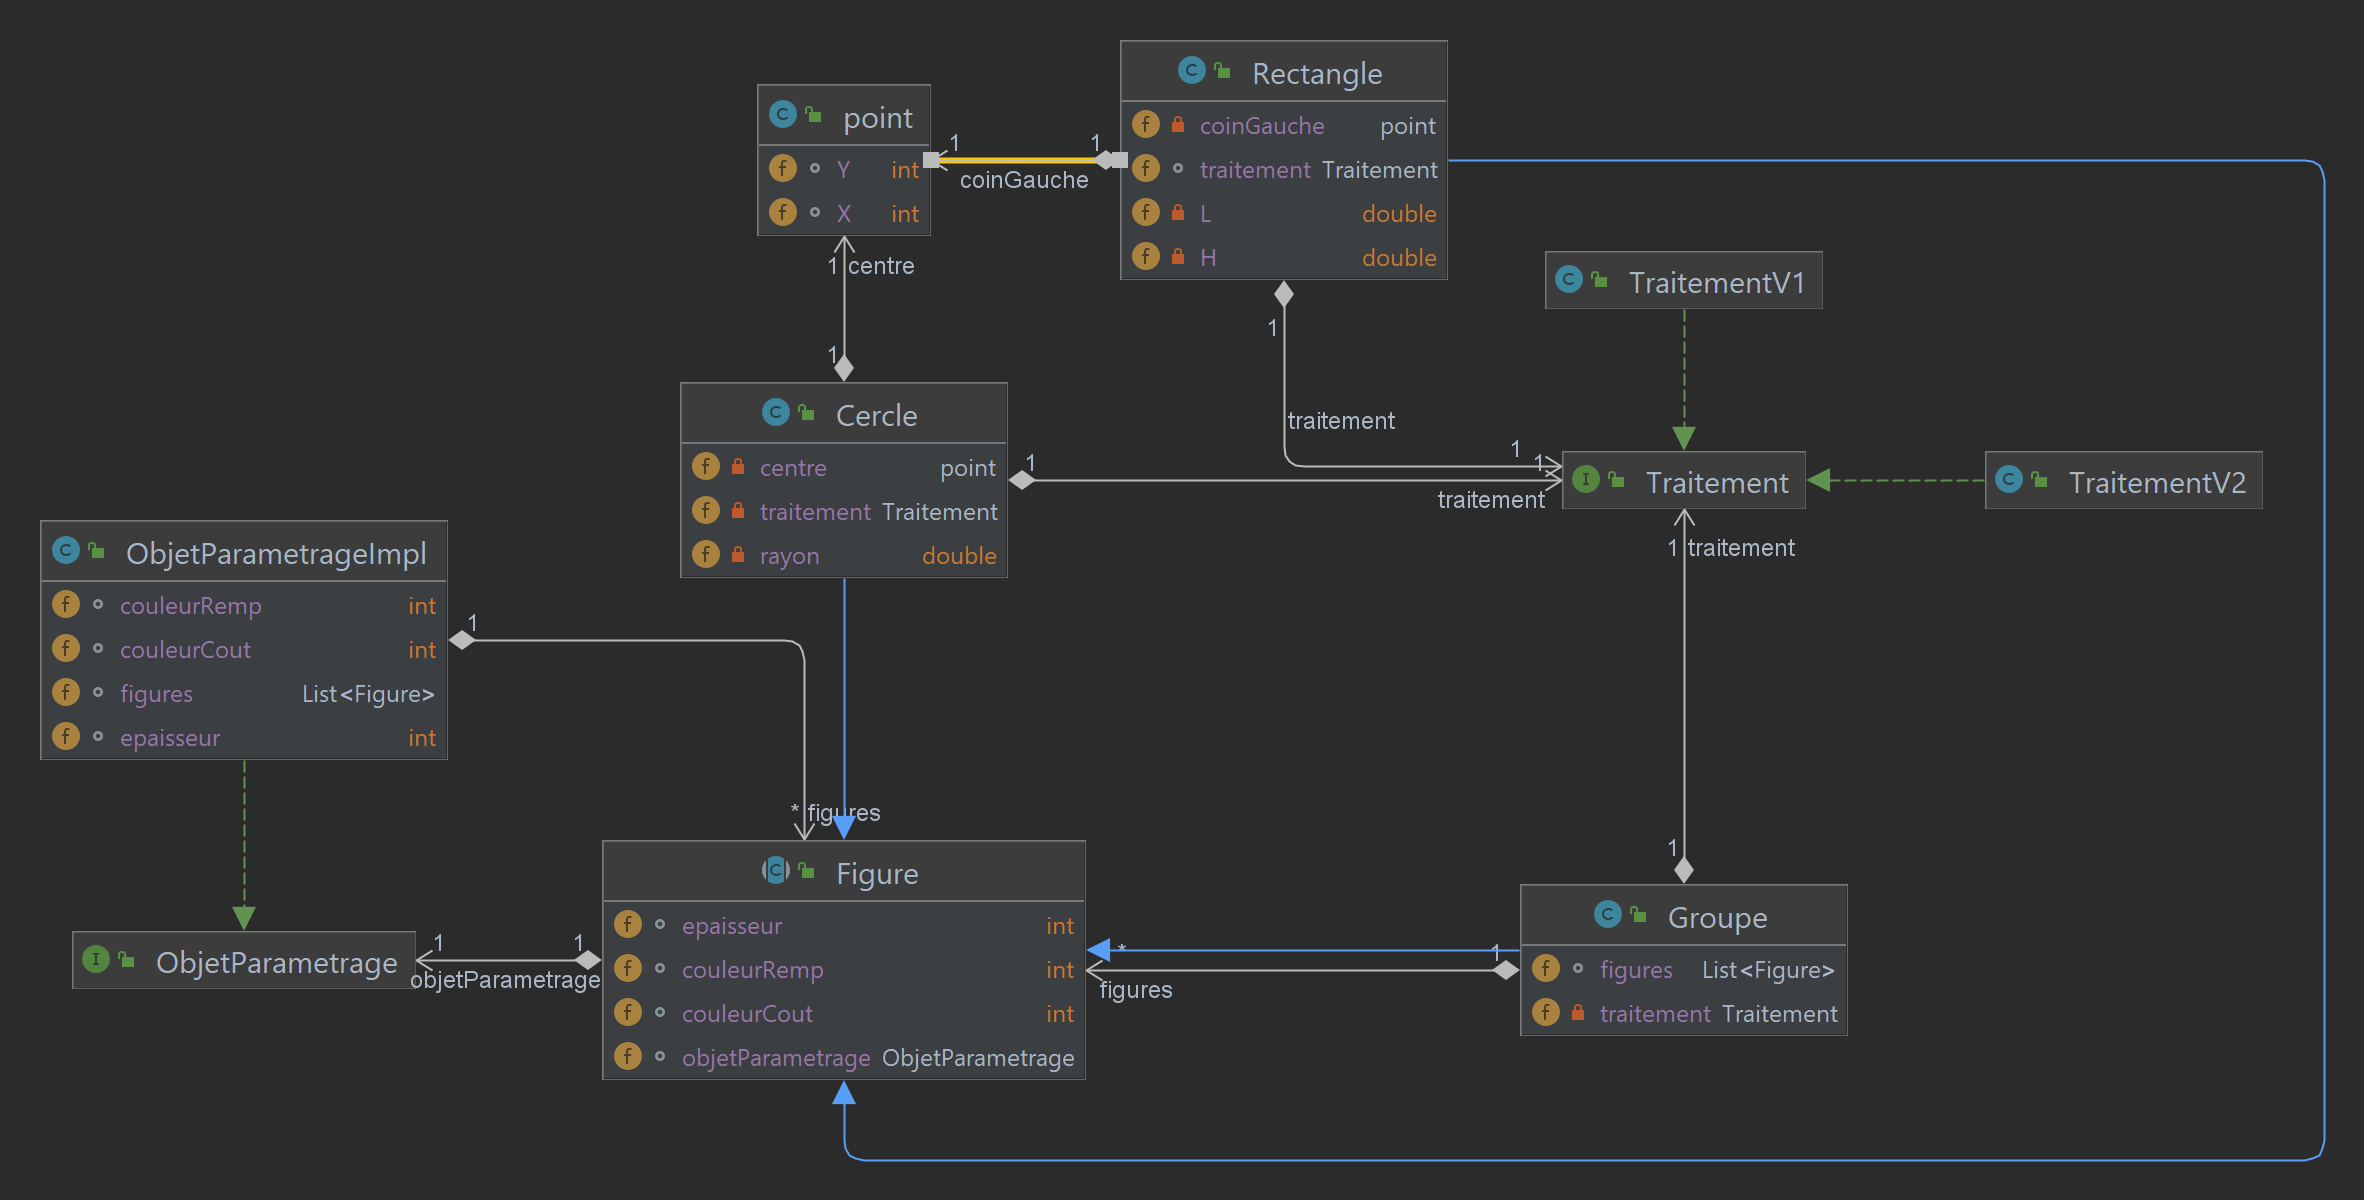 Rectangle
coinGauche point
traitement Traitement
L double
H double
point
Y int
X int
1
1
coinGauche
1 centre
1
1
traitement
1
TraitementV1
Cercle
centre point
traitement Traitement
rayon double
1
1
traitement
Traitement
TraitementV2
1 traitement
ObjetParametrageImpl
couleurRemp int
couleurCout int
figures List<Figure>
epaisseur int
1
* figures
Figure
epaisseur int
couleurRemp int
couleurCout int
objetParametrage ObjetParametrage
1
Groupe
figures List<Figure>
traitement Traitement
*
1
figures
ObjetParametrage
1
1
objetParametrage